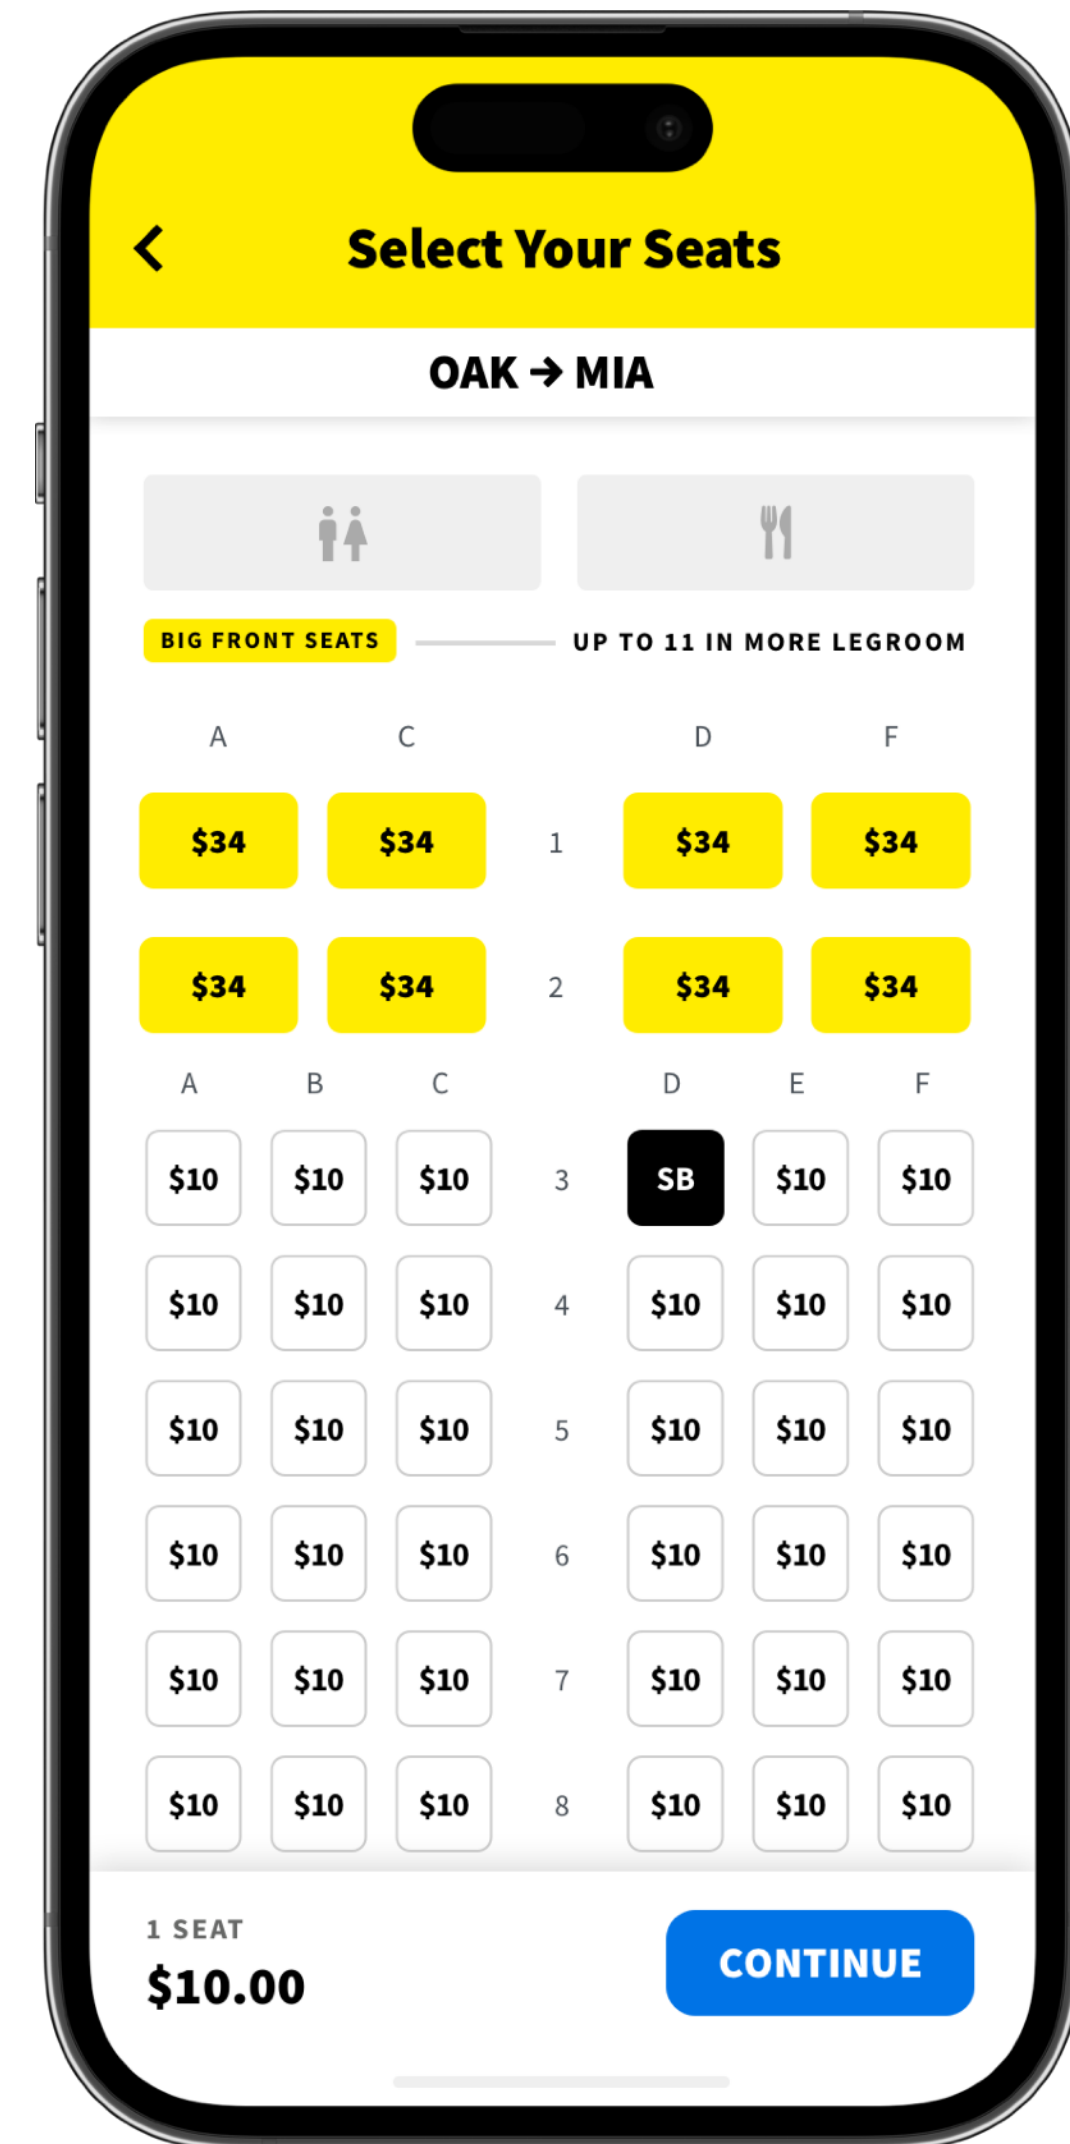 Select Your Seats
OAK → MIA
BIG FRONT SEATS UP TO 11 IN MORE LEGROOM
A C D F
$34 $34 1 $34 $34
$34 $34 2 $34 $34
A B C D E F
$10 $10 $10 3 SB $10 $10
$10 $10 $10 4 $10 $10 $10
$10 $10 $10 5 $10 $10 $10
$10 $10 $10 6 $10 $10 $10
$10 $10 $10 7 $10 $10 $10
$10 $10 $10 8 $10 $10 $10
1 SEAT
$10.00
CONTINUE